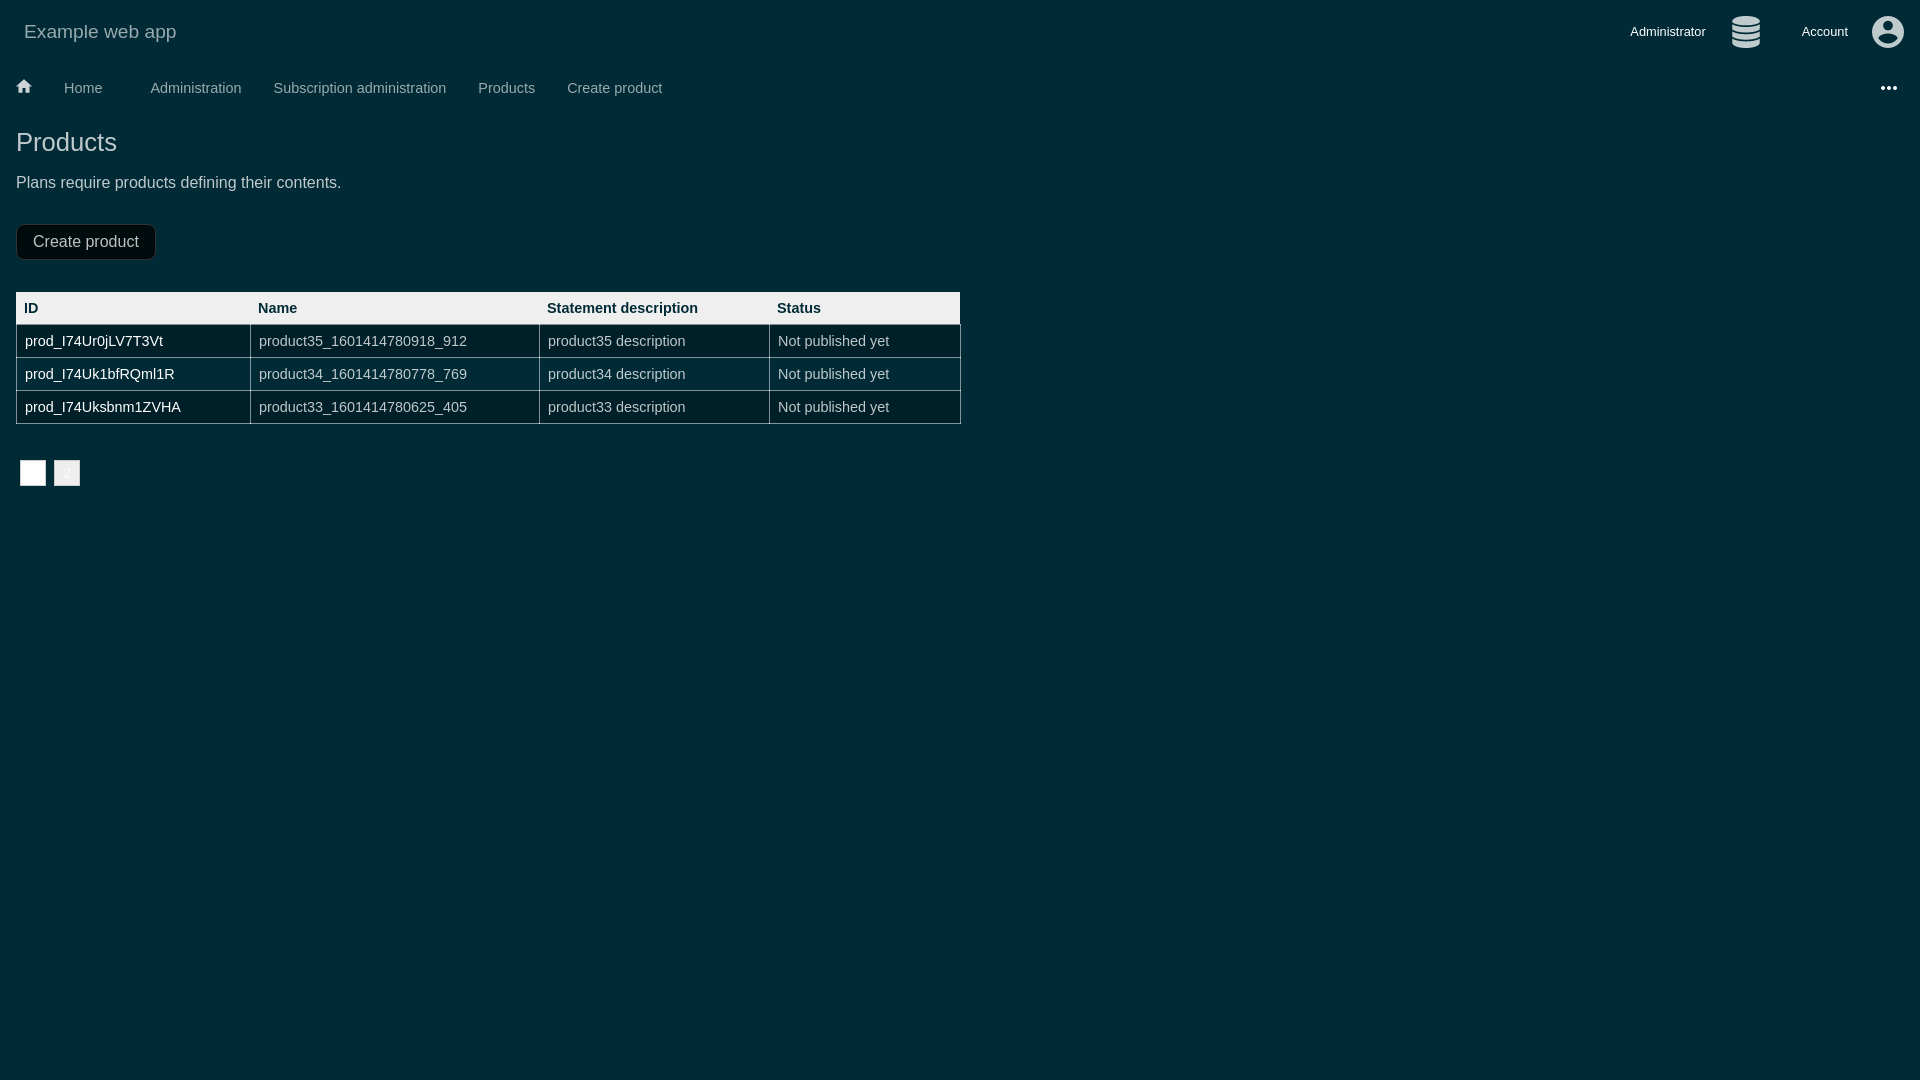 Example web app
Administrator
Account
Home
Administration
Subscription administration
Products
Create product
Products
Plans require products defining their contents.
Create product
ID Name Statement description Status
prod_I74Ur0jLV7T3Vt product35_1601414780918_912 product35 description Not published yet
prod_I74Uk1bfRQml1R product34_1601414780778_769 product34 description Not published yet
prod_I74Uksbnm1ZVHA product33_1601414780625_405 product33 description Not published yet
2